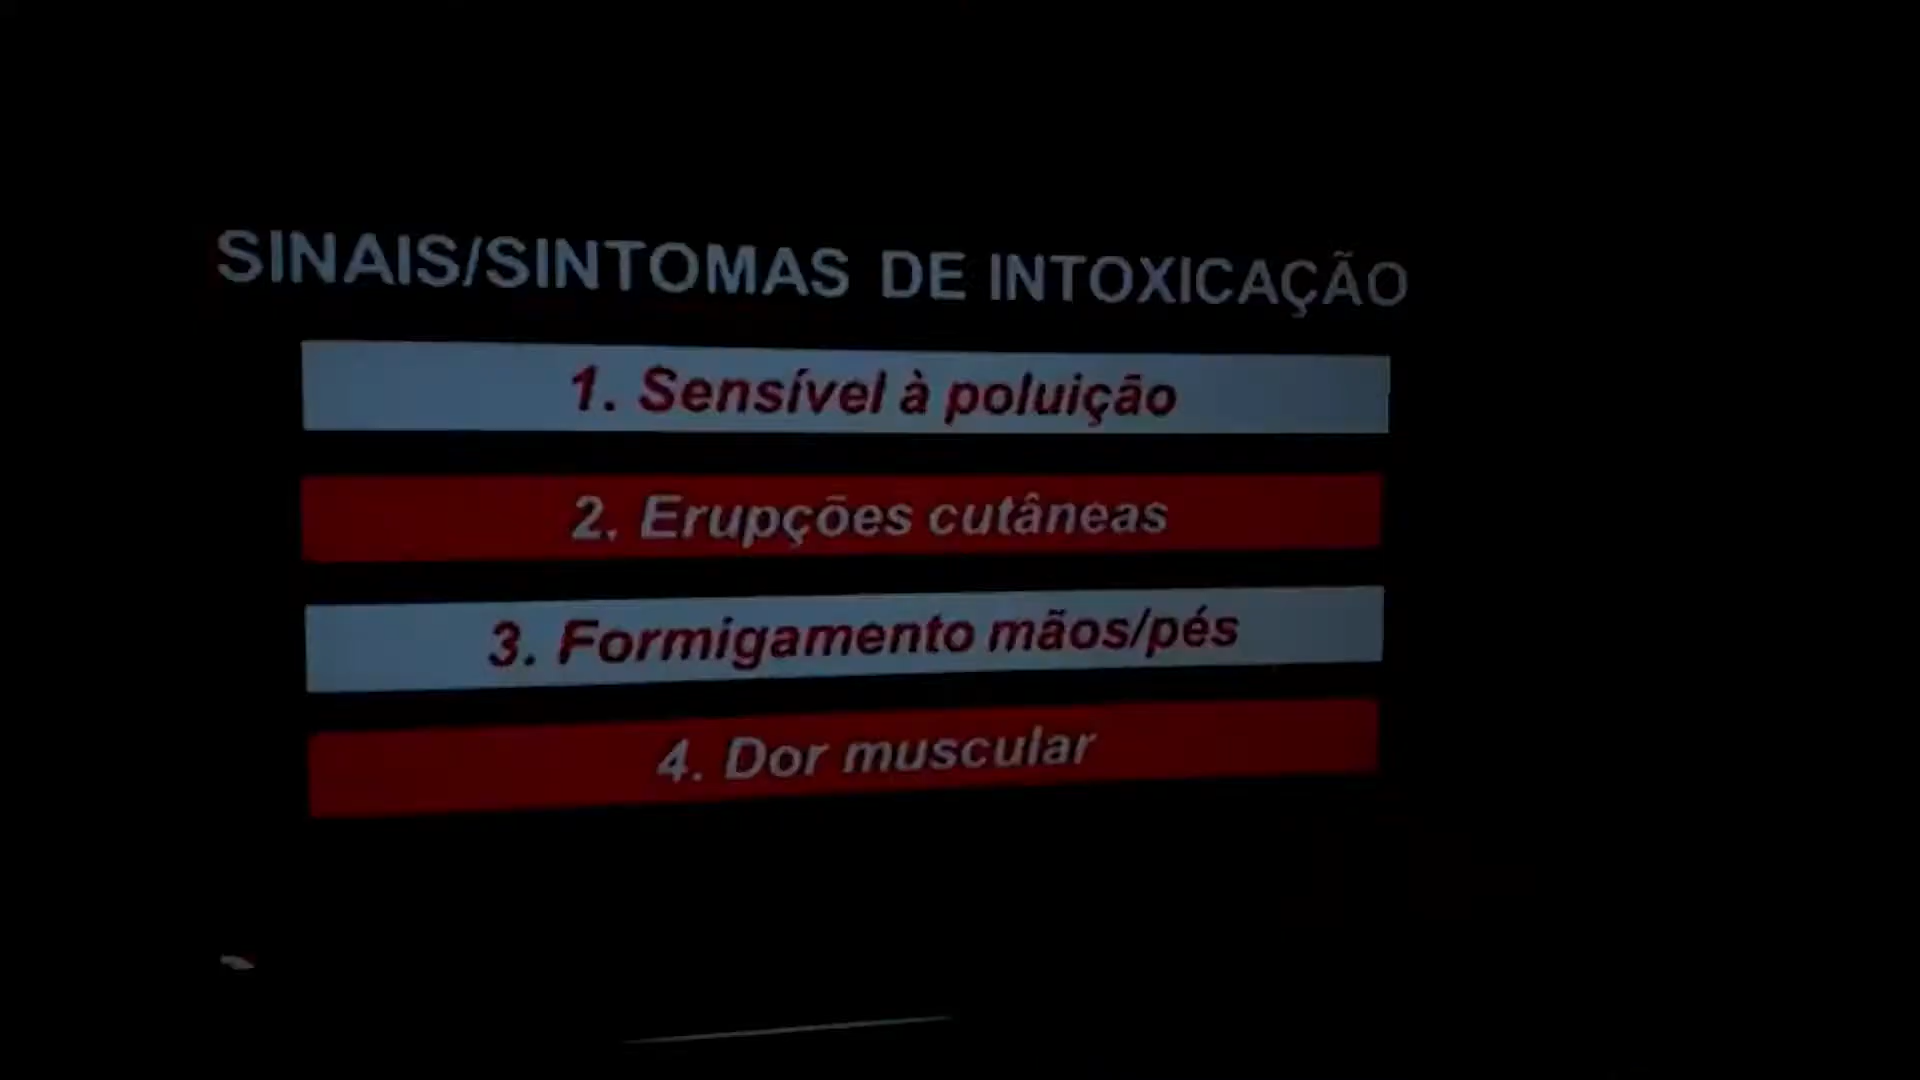 SINAIS/SINTOMAS DE INTOXICAÇÃO
1. Sensível à poluição
2. Erupções cutâneas
3. Formigamento mãos/pés
4. Dor muscular